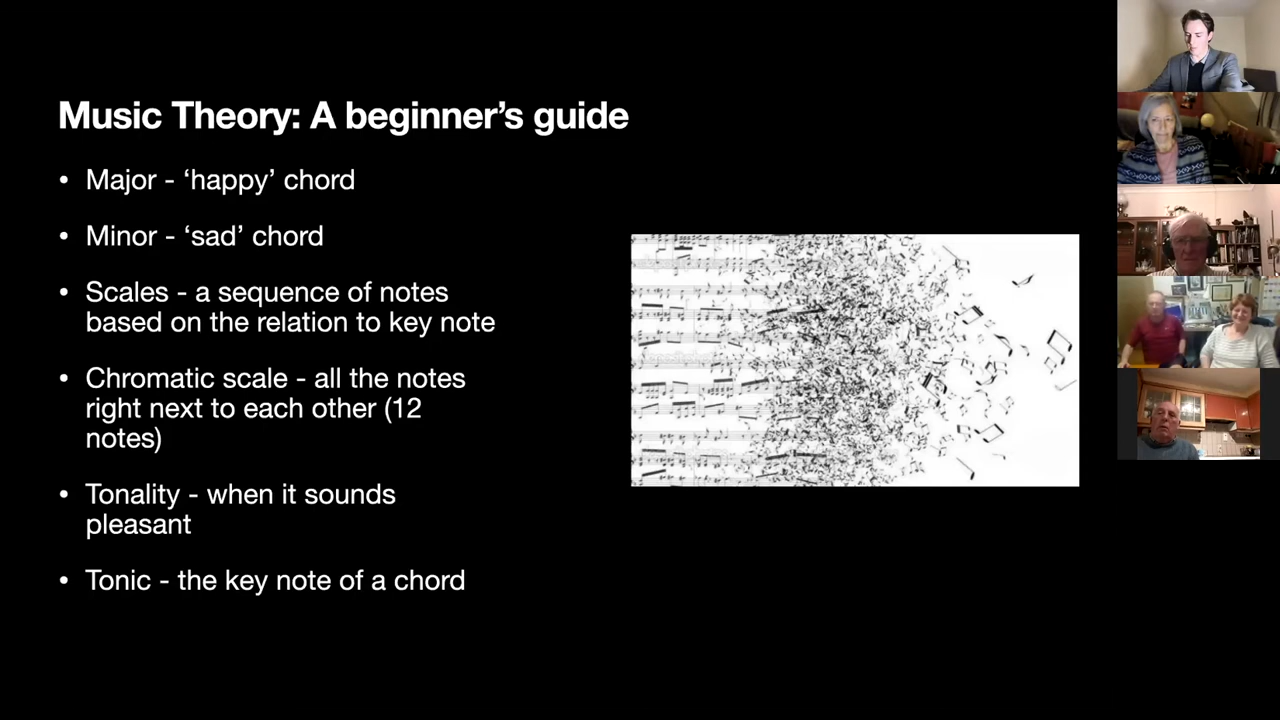 Music Theory: A beginner’s guide
• Major - ‘happy’ chord
• Minor - ‘sad’ chord
• Scales - a sequence of notes
based on the relation to key note
• Chromatic scale - all the notes
right next to each other (12
notes)
• Tonality - when it sounds
pleasant
• Tonic - the key note of a chord